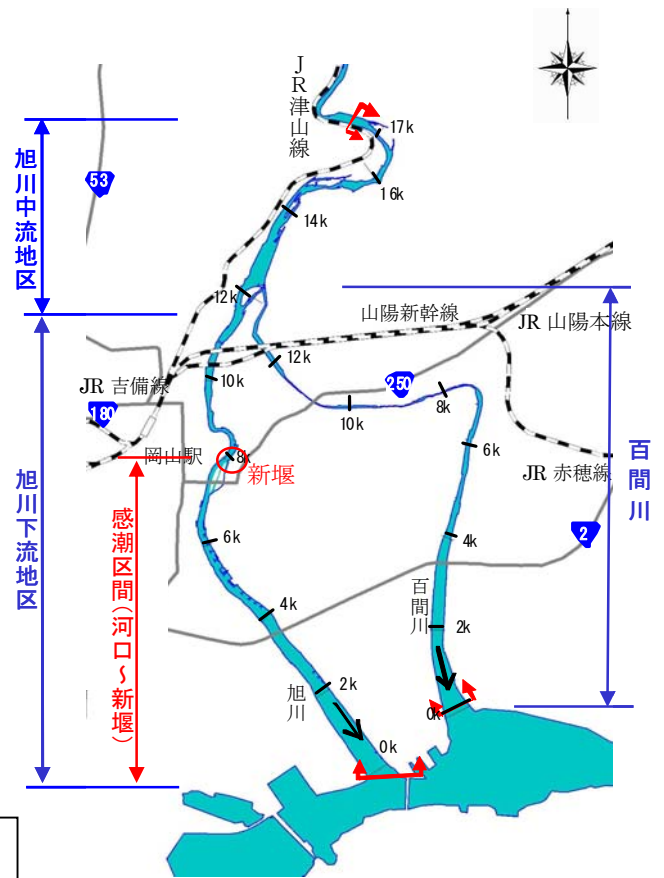 JR津山線
17k
16k
旭川中流地区
53
14k
12k
山陽新幹線
JR 山陽本線
12k
JR 吉備線
10k
250
180
10k
8k
岡山駅
8k
新堰
6k
JR 赤穂線
百間川
旭川下流地区
感潮区間(河口~新堰)
6k
4k
2
4k
百間川
2k
旭川
2k
0k
0k